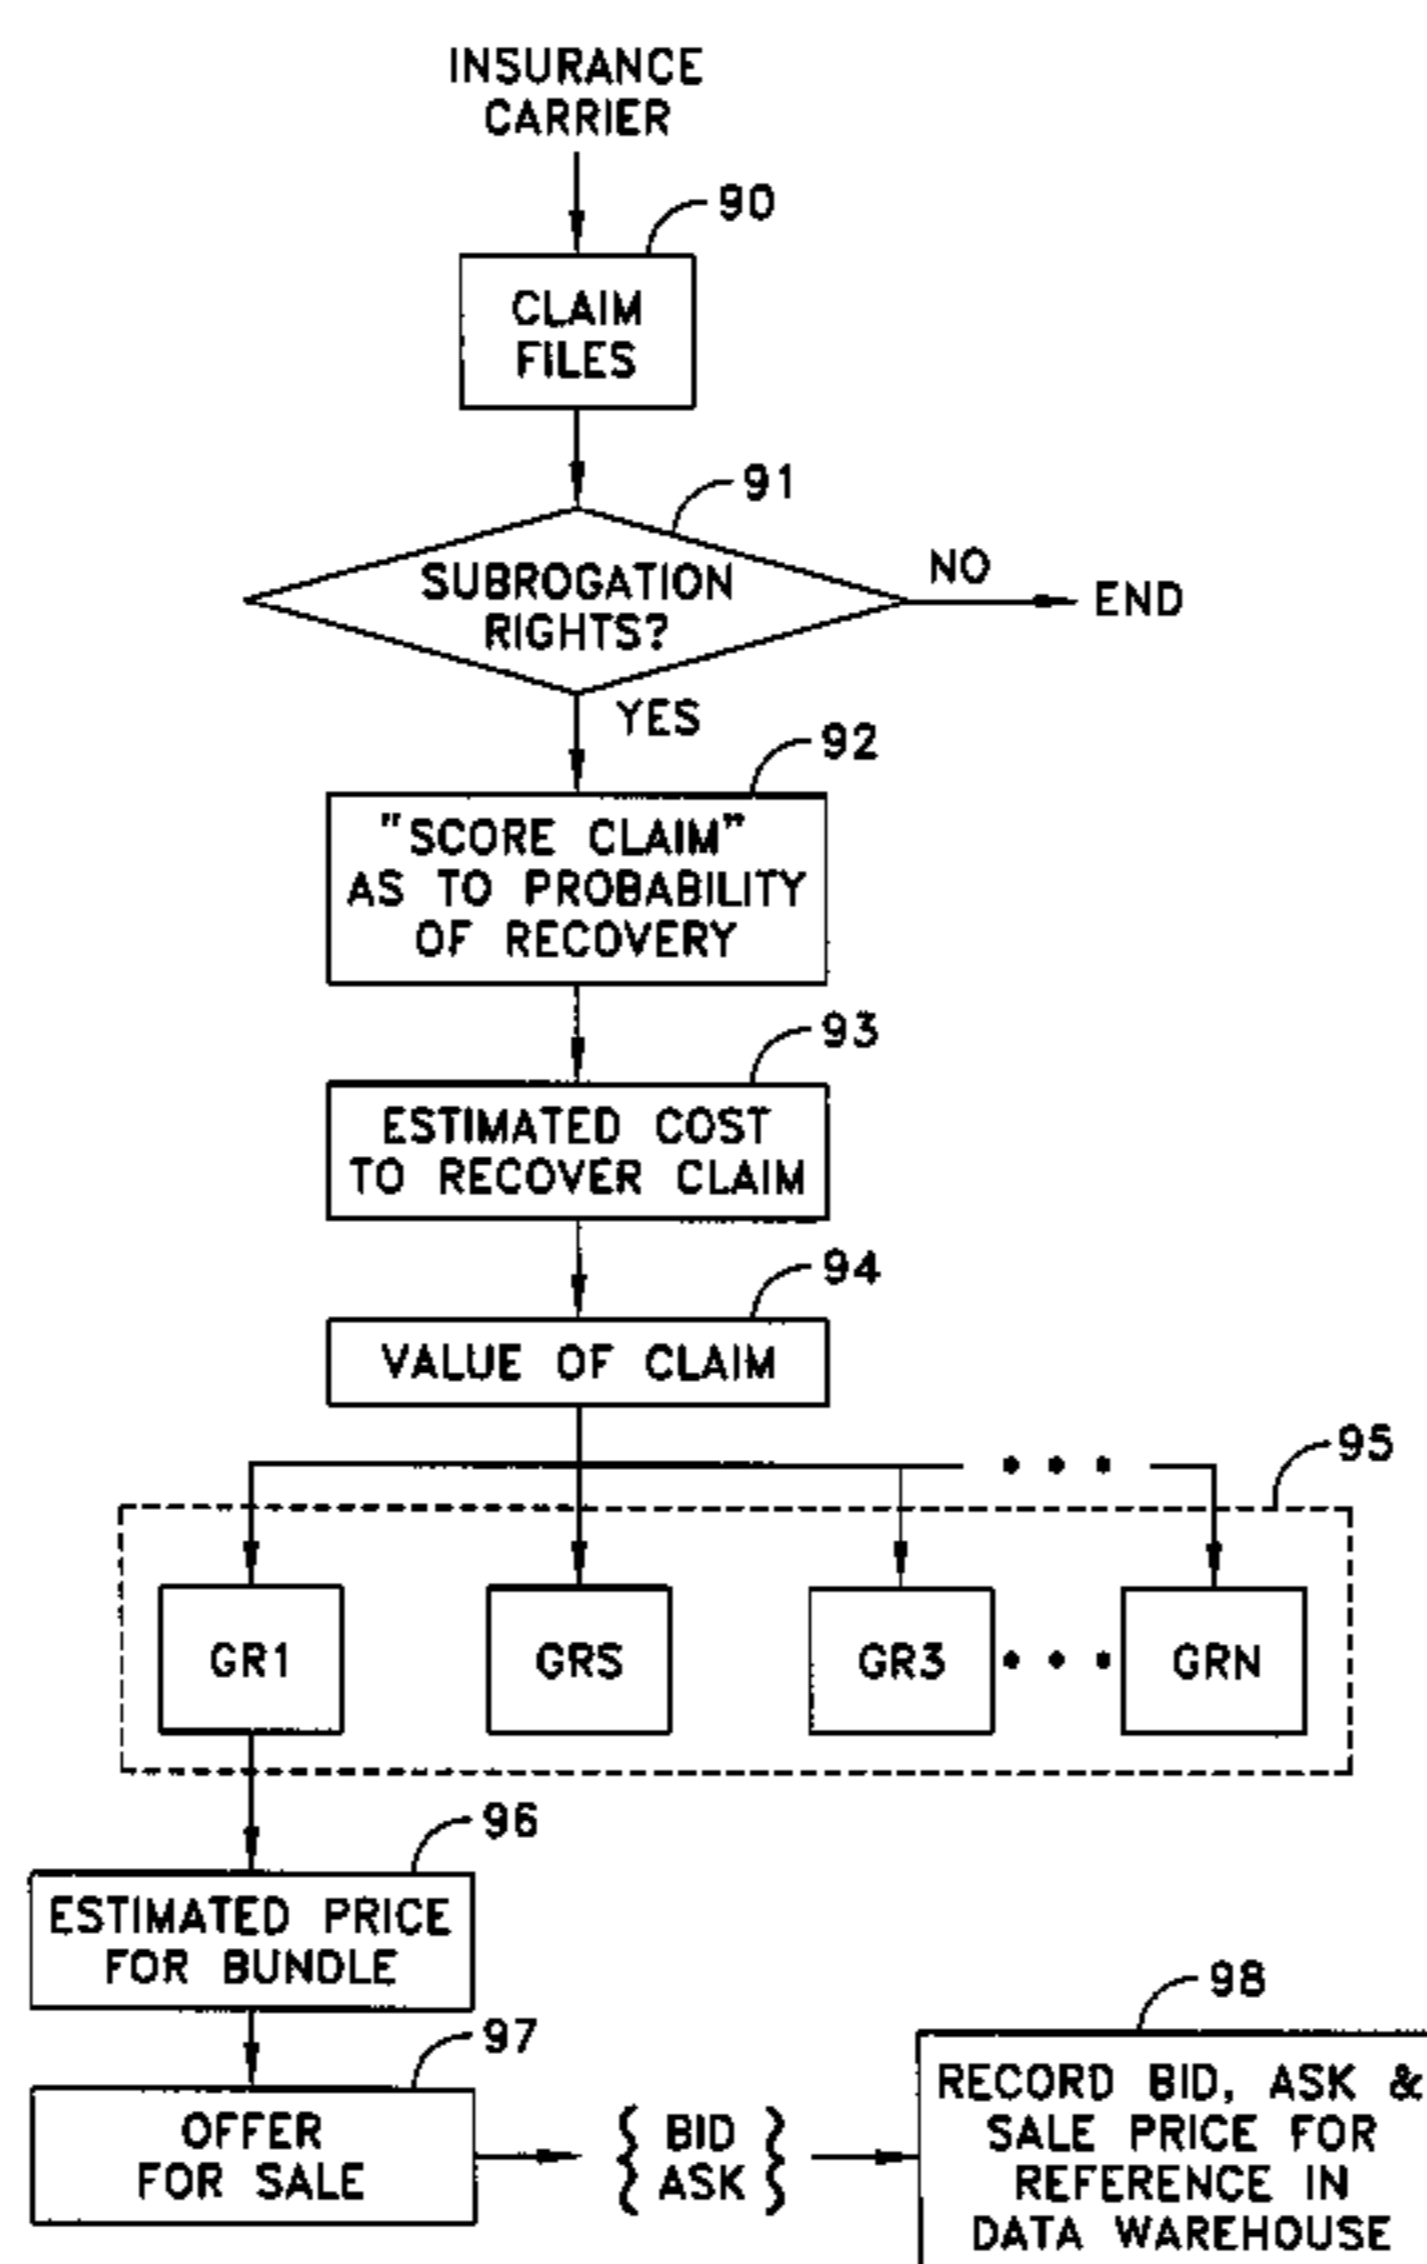 INSURANCE
CARRIER
90
CLAIM
FILES
91
SUBROGATION
RIGHTS?
NO
END
YES
92
"SCORE CLAIM"
AS TO PROBABILITY
OF RECOVERY
93
ESTIMATED COST
TO RECOVER CLAIM
94
VALUE OF CLAIM
95
GR1
GRS
GR3
GRN
96
ESTIMATED PRICE
FOR BUNDLE
97
OFFER
FOR SALE
BID
ASK
98
RECORD BID, ASK &
SALE PRICE FOR
REFERENCE IN
DATA WAREHOUSE